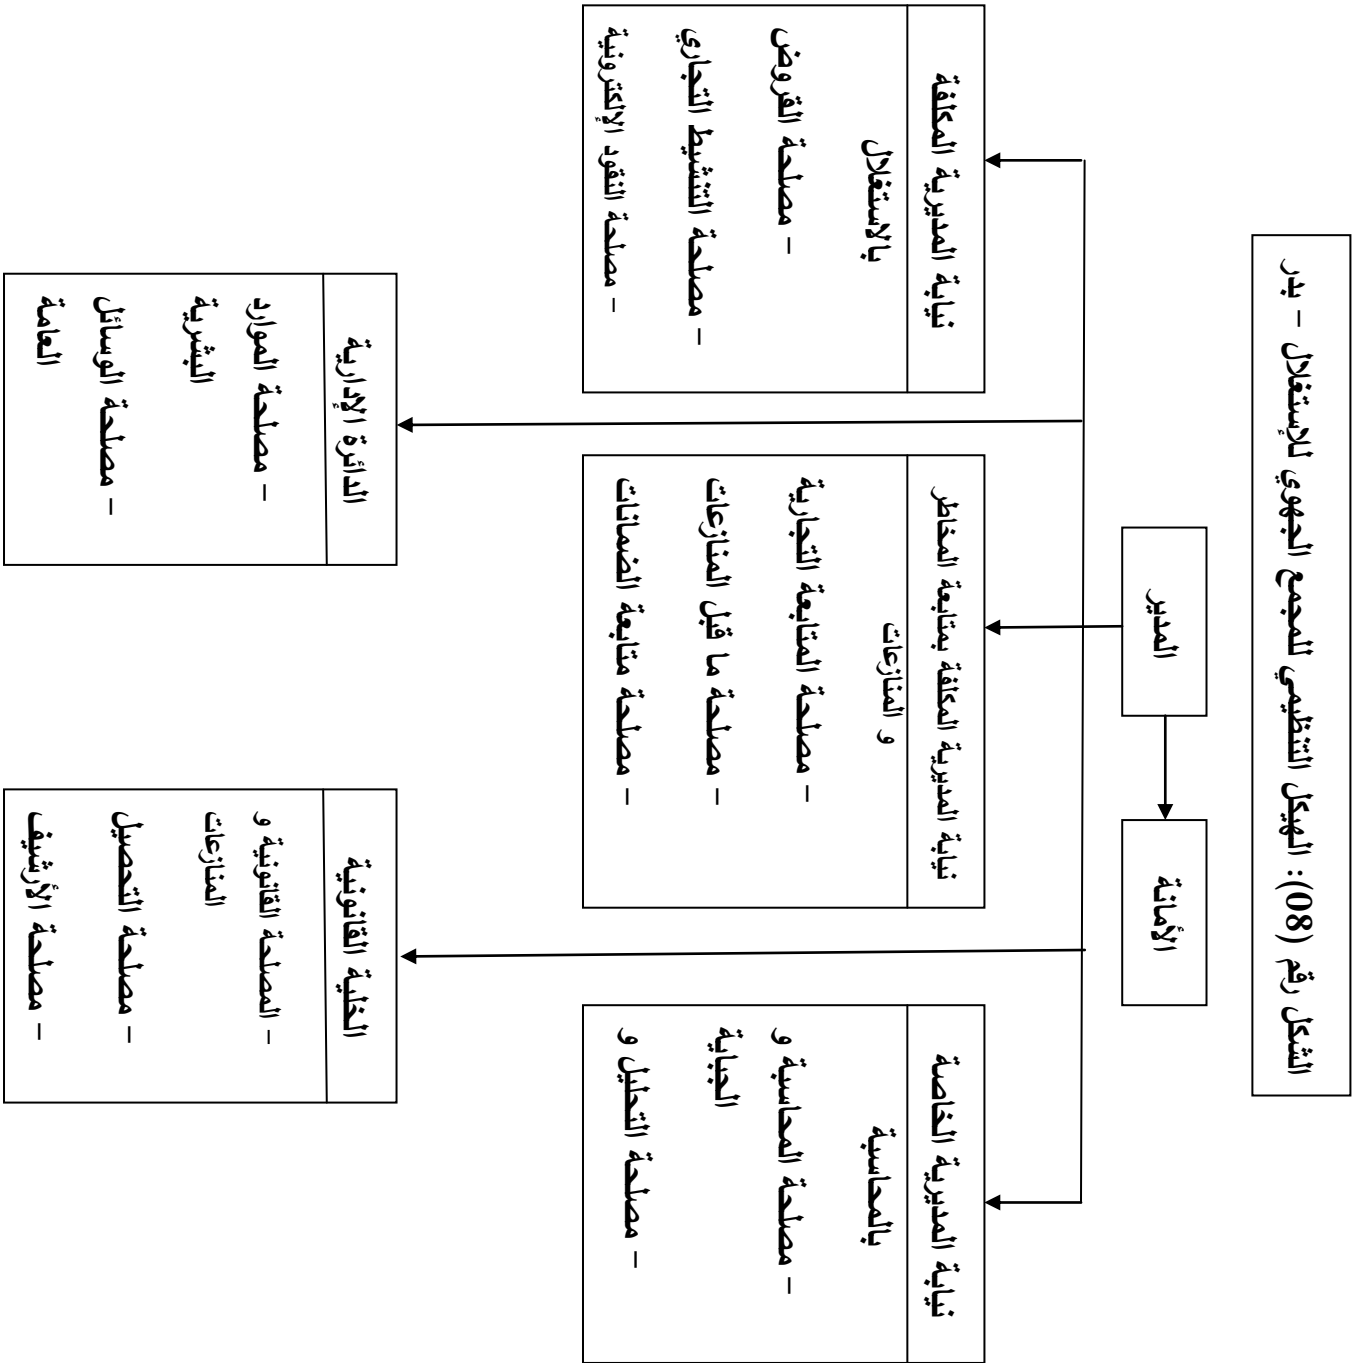 الشكل رقم (08): الهيكل التنظيمي للمجمع الجهوي للإستغلال – بدر
المدير
الأمانة
نيابة المديرية الخاصة
بالمحاسبة
– مصلحة المحاسبة و
الجباية
– مصلحة التحليل و
نيابة المديرية المكلفة بمتابعة المخاطر
و المنازعات
– مصلحة المتابعة التجارية
– مصلحة ما قبل المنازعات
– مصلحة متابعة الضمانات
نيابة المديرية المكلفة
بالاستغلال
– مصلحة القروض
– مصلحة التنشيط التجاري
– مصلحة النقود الإلكترونية
الخلية القانونية
– المصلحة القانونية و
المنازعات
– مصلحة التحصيل
– مصلحة الأرشيف
الدائرة الإدارية
– مصلحة الموارد
البشرية
– مصلحة الوسائل
العامة